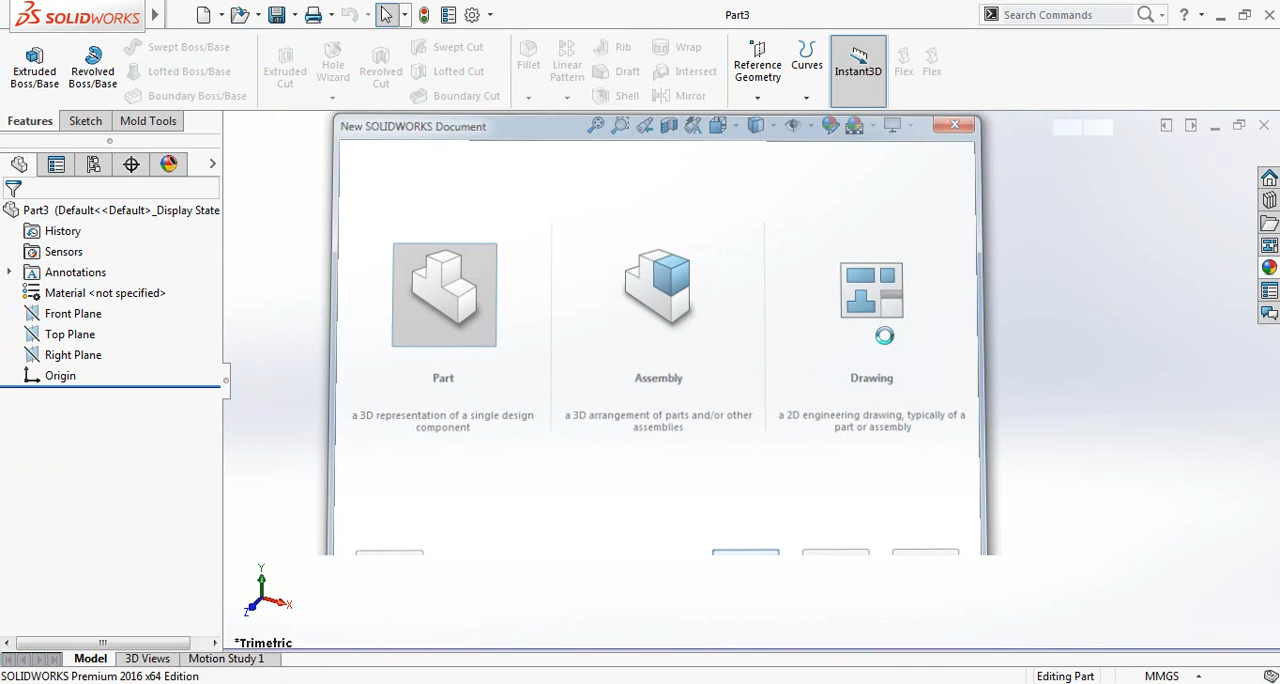 SOLIDWORKS
Part3
Search Commands
Extruded Boss/Base
Revolved Boss/Base
Swept Boss/Base
Lofted Boss/Base
Boundary Boss/Base
Extruded Cut
Hole Wizard
Revolved Cut
Swept Cut
Lofted Cut
Boundary Cut
Fillet
Linear Pattern
Rib
Draft
Shell
Wrap
Intersect
Mirror
Reference Geometry
Curves
Instant3D
Flex
Flex
Features
Sketch
Mold Tools
New SOLIDWORKS Document
Part3 (Default<<Default>_Display State
History
Sensors
Annotations
Material <not specified>
Front Plane
Top Plane
Right Plane
Origin
Part
a 3D representation of a single design
component
Assembly
a 3D arrangement of parts and/or other
assemblies
Drawing
a 2D engineering drawing, typically of a
part or assembly
Y
X
Z
*Trimetric
Model
3D Views
Motion Study 1
SOLIDWORKS Premium 2016 x64 Edition
Editing Part
MMGS